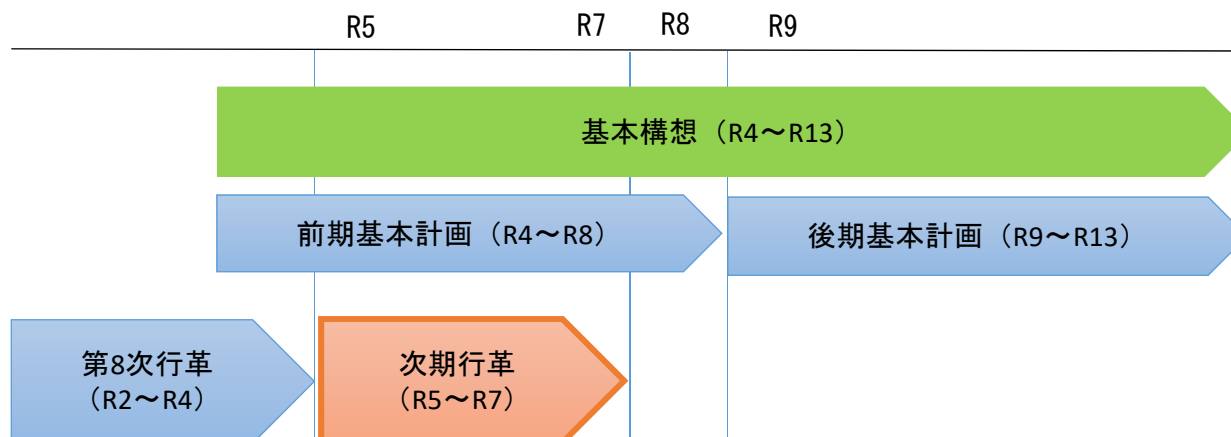 R5 R7 R8 R9
基本構想（R4～R13）
前期基本計画（R4～R8）
後期基本計画（R9～R13）
第8次行革
（R2～R4）
次期行革
（R5～R7）